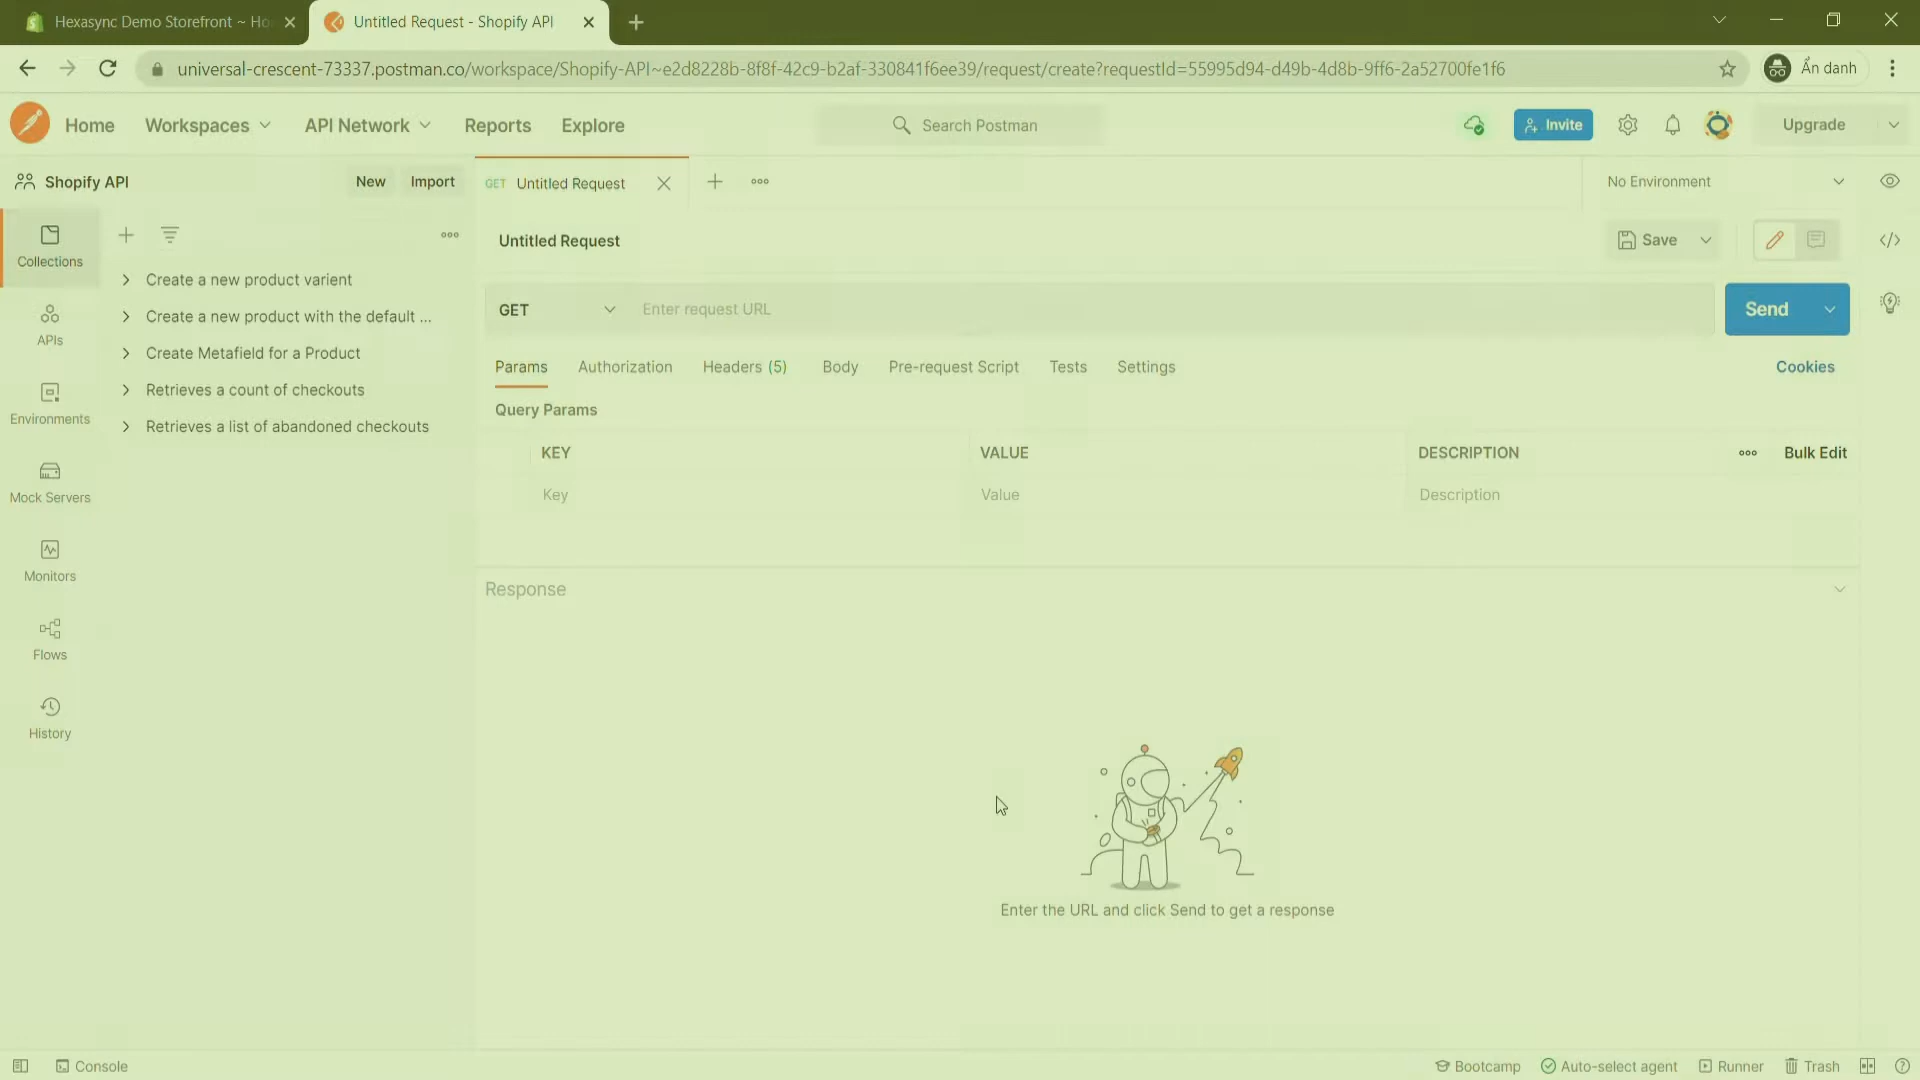 Hexasync Demo Storefront ~ Ho
Untitled Request - Shopify API
universal-crescent-73337.postman.co/workspace/Shopify-API~e2d8228b-8f8f-42c9-b2af-330841f6ee39/request/create?requestId=55995d94-d49b-4d8b-9ff6-2a52700fe1f6
Ẩn danh
Home
Workspaces
API Network
Reports
Explore
Search Postman
Invite
Upgrade
Shopify API
New
Import
GET Untitled Request
No Environment
Collections
APIs
Environments
Mock Servers
Monitors
Flows
History
Create a new product varient
Create a new product with the default ...
Create Metafield for a Product
Retrieves a count of checkouts
Retrieves a list of abandoned checkouts
Untitled Request
Save
GET
Enter request URL
Send
Params
Authorization
Headers (5)
Body
Pre-request Script
Tests
Settings
Cookies
Query Params
KEY
VALUE
DESCRIPTION
Bulk Edit
Key
Value
Description
Response
Enter the URL and click Send to get a response
Console
Bootcamp
Auto-select agent
Runner
Trash